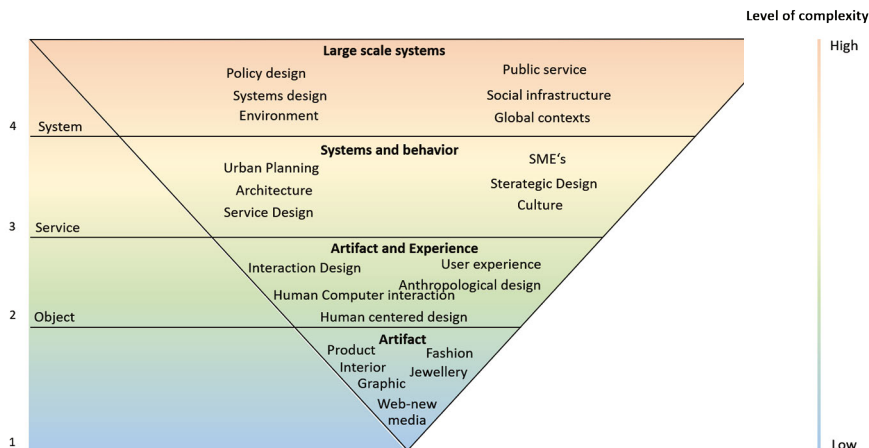 Level of complexity
High
Large scale systems
Policy design
Public service
Systems design
Social infrastructure
Environment
Global contexts
4
System
Systems and behavior
SME's
Urban Planning
Architecture
Sterategic Design
Service Design
Culture
3
Service
Artifact and Experience
Interaction Design
User experience
Anthropological design
Human Computer interaction
2
Object
Human centered design
Artifact
Product
Fashion
Interior
Jewellery
Graphic
Web-new
media
1
Low